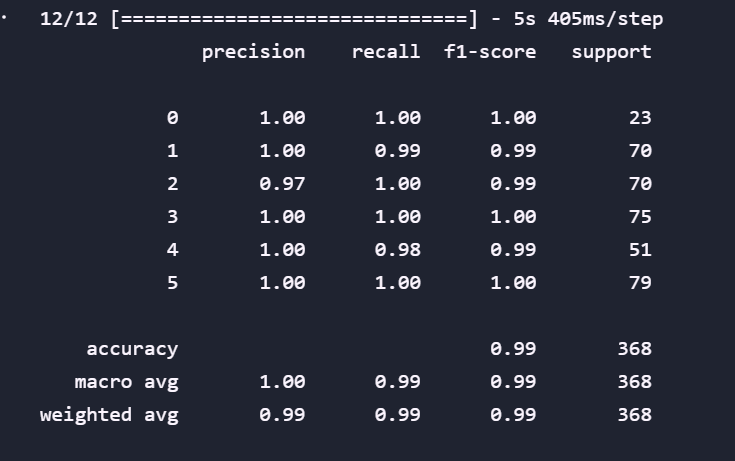 12/12 [==============================] - 5s 405ms/step
precision recall f1-score support
0 1.00 1.00 1.00 23
1 1.00 0.99 0.99 70
2 0.97 1.00 0.99 70
3 1.00 1.00 1.00 75
4 1.00 0.98 0.99 51
5 1.00 1.00 1.00 79
accuracy 0.99 368
macro avg 1.00 0.99 0.99 368
weighted avg 0.99 0.99 0.99 368